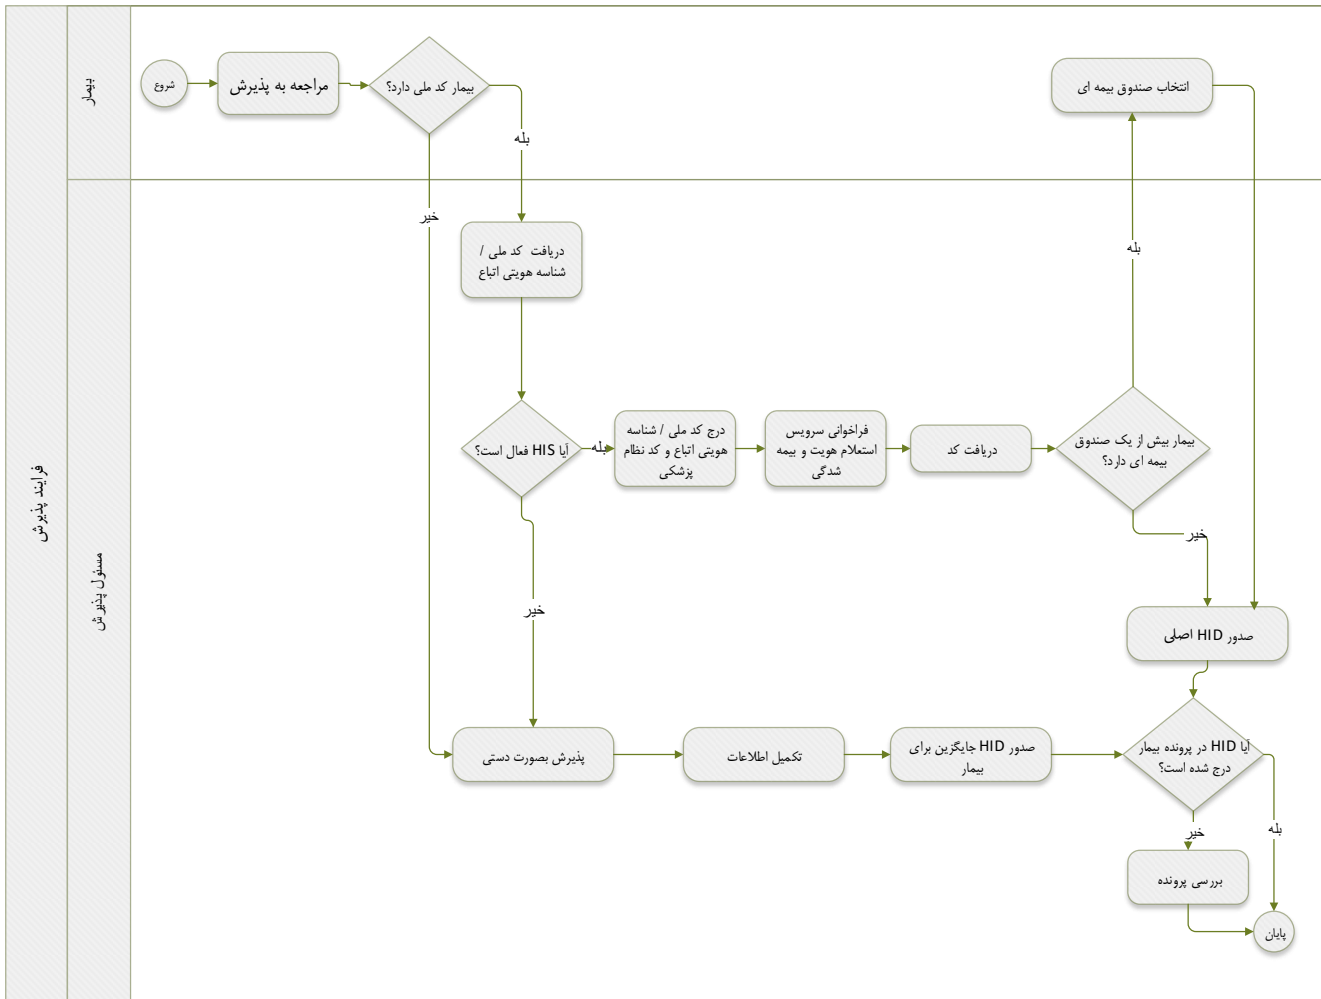 فرایند پذیرش
بیمار
مسئول پذیرش
شروع
مراجعه به پذیرش
بیمار کد ملی دارد؟
بله
خیر
دریافت کد ملی /
شناسه هویتی اتباع
آیا HIS فعال است؟
بله
خیر
درج کد ملی / شناسه
هویتی اتباع و کد نظام
پزشکی
فراخوانی سرویس
استعلام هویت و بیمه
شدگی
دریافت کد
بیمار بیش از یک صندوق
بیمه ای دارد؟
بله
خیر
انتخاب صندوق بیمه ای
صدور HID اصلی
پذیرش بصورت دستی
تکمیل اطلاعات
صدور HID جایگزین برای
بیمار
آیا HID در پرونده بیمار
درج شده است؟
بله
خیر
بررسی پرونده
پایان